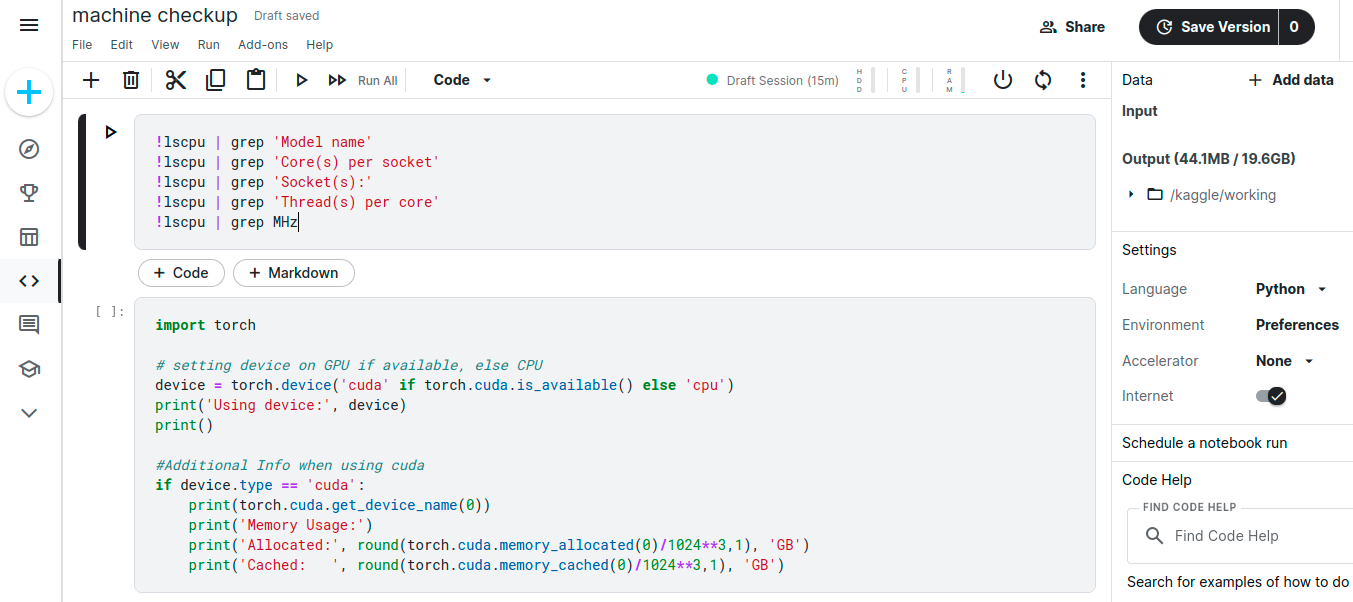 machine checkup Draft saved
File Edit View Run Add-ons Help
Share
Save Version 0
Run All Code
Draft Session (15m)
HDD
CPU
RAM
!lscpu | grep 'Model name'
!lscpu | grep 'Core(s) per socket'
!lscpu | grep 'Socket(s):'
!lscpu | grep 'Thread(s) per core'
!lscpu | grep MHz
+ Code + Markdown
[ ]:
import torch
# setting device on GPU if available, else CPU
device = torch.device('cuda' if torch.cuda.is_available() else 'cpu')
print('Using device:', device)
print()
#Additional Info when using cuda
if device.type == 'cuda':
    print(torch.cuda.get_device_name(0))
    print('Memory Usage:')
    print('Allocated:', round(torch.cuda.memory_allocated(0)/1024**3,1), 'GB')
    print('Cached:   ', round(torch.cuda.memory_cached(0)/1024**3,1), 'GB')
Data + Add data
Input
Output (44.1MB / 19.6GB)
/kaggle/working
Settings
Language Python
Environment Preferences
Accelerator None
Internet
Schedule a notebook run
Code Help
FIND CODE HELP
Find Code Help
Search for examples of how to do